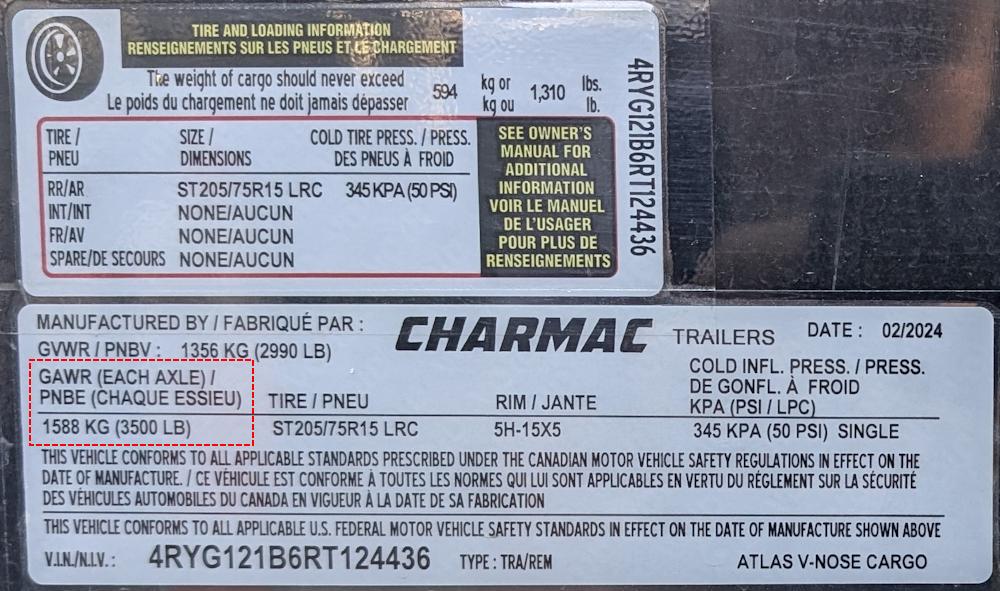 TIRE AND LOADING INFORMATION
RENSEIGNEMENTS SUR LES PNEUS ET LE CHARGEMENT
The weight of cargo should never exceed 594 kg or 1,310 lbs.
Le poids du chargement ne doit jamais dépasser kg ou lb.
TIRE / SIZE / COLD TIRE PRESS. / PRESS.
PNEU DIMENSIONS DES PNEUS À FROID
RR/AR ST205/75R15 LRC 345 KPA (50 PSI)
INT/INT NONE/AUCUN
FR/AV NONE/AUCUN
SPARE/DE SECOURS NONE/AUCUN
SEE OWNER'S
MANUAL FOR
ADDITIONAL
INFORMATION
VOIR LE MANUEL
DE L'USAGER
POUR PLUS DE
RENSEIGNEMENTS
4RYG121B6RT124436
MANUFACTURED BY / FABRIQUÉ PAR : CHARMAC TRAILERS DATE : 02/2024
GVWR / PNBV : 1356 KG (2990 LB)
GAWR (EACH AXLE) /
PNBE (CHAQUE ESSIEU) TIRE / PNEU RIM / JANTE
COLD INFL. PRESS. / PRESS.
DE GONFL. À FROID
KPA (PSI / LPC)
1588 KG (3500 LB) ST205/75R15 LRC 5H-15X5 345 KPA (50 PSI) SINGLE
THIS VEHICLE CONFORMS TO ALL APPLICABLE STANDARDS PRESCRIBED UNDER THE CANADIAN MOTOR VEHICLE SAFETY REGULATIONS IN EFFECT ON THE
DATE OF MANUFACTURE. / CE VÉHICULE EST CONFORME À TOUTES LES NORMES QUI LUI SONT APPLICABLES EN VERTU DU RÉGLEMENT SUR LA SÉCURITÉ
DES VÉHICULES AUTOMOBILES DU CANADA EN VIGUEUR À LA DATE DE SA FABRICATION
THIS VEHICLE CONFORMS TO ALL APPLICABLE U.S. FEDERAL MOTOR VEHICLE SAFETY STANDARDS IN EFFECT ON THE DATE OF MANUFACTURE SHOWN ABOVE
V.I.N./N.I.V. : 4RYG121B6RT124436 TYPE : TRA/REM ATLAS V-NOSE CARGO